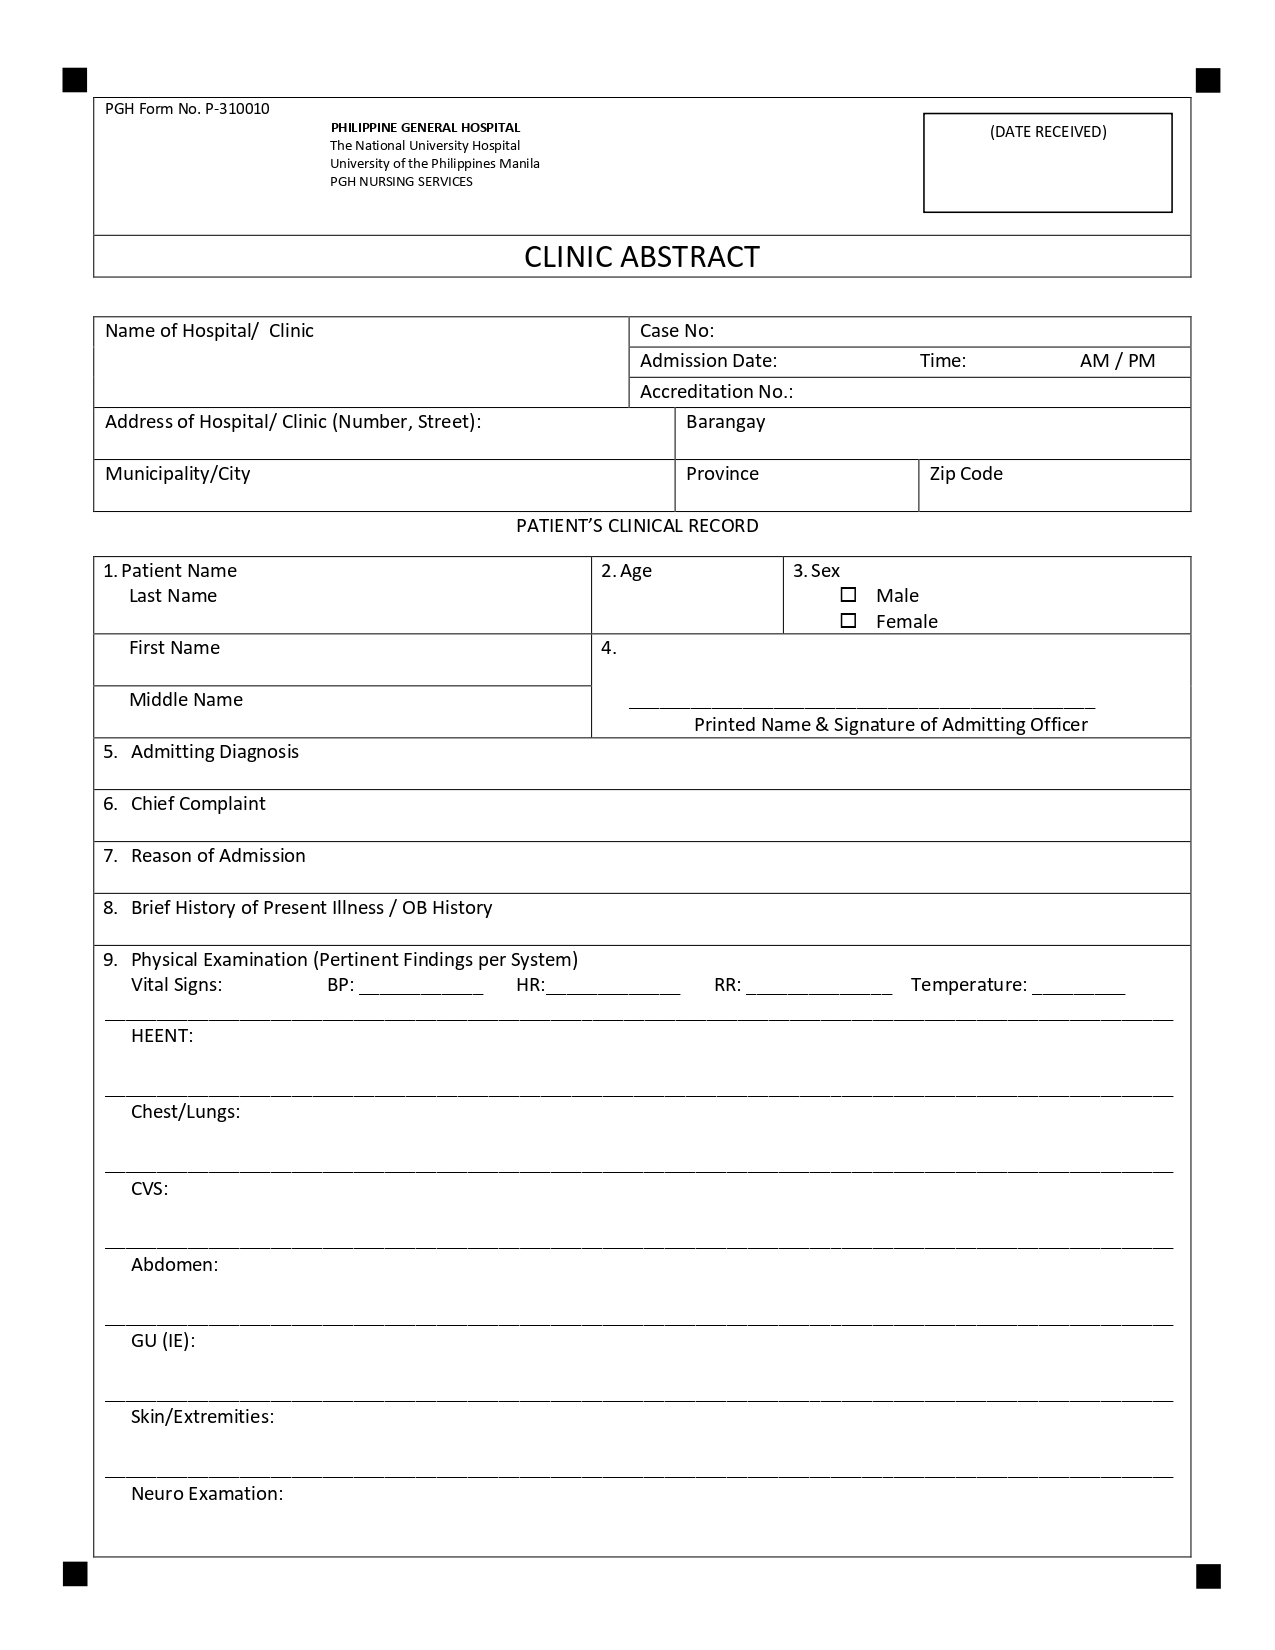 PGH Form No. P-310010
PHILIPPINE GENERAL HOSPITAL
The National University Hospital
University of the Philippines Manila
PGH NURSING SERVICES
(DATE RECEIVED)
CLINIC ABSTRACT
Name of Hospital/ Clinic
Case No:
Admission Date: Time: AM / PM
Accreditation No.:
Address of Hospital/ Clinic (Number, Street): Barangay
Municipality/City Province Zip Code
PATIENT’S CLINICAL RECORD
1. Patient Name 2. Age 3. Sex
Last Name Male
Female
First Name 4.
Middle Name
Printed Name & Signature of Admitting Officer
5. Admitting Diagnosis
6. Chief Complaint
7. Reason of Admission
8. Brief History of Present Illness / OB History
9. Physical Examination (Pertinent Findings per System)
Vital Signs: BP: ____________ HR:_____________ RR: ______________ Temperature: _________
HEENT:
Chest/Lungs:
CVS:
Abdomen:
GU (IE):
Skin/Extremities:
Neuro Examation: